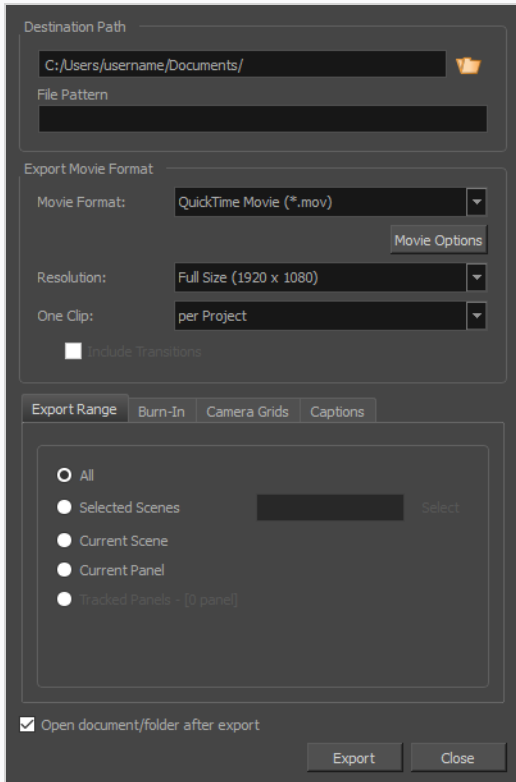 Destination Path
C:/Users/username/Documents/
File Pattern
Export Movie Format
Movie Format: QuickTime Movie (*.mov)
Movie Options
Resolution: Full Size (1920 x 1080)
One Clip: per Project
Include Transitions
Export Range Burn-In Camera Grids Captions
All
Selected Scenes Select
Current Scene
Current Panel
Tracked Panels - [0 panel]
Open document/folder after export
Export Close